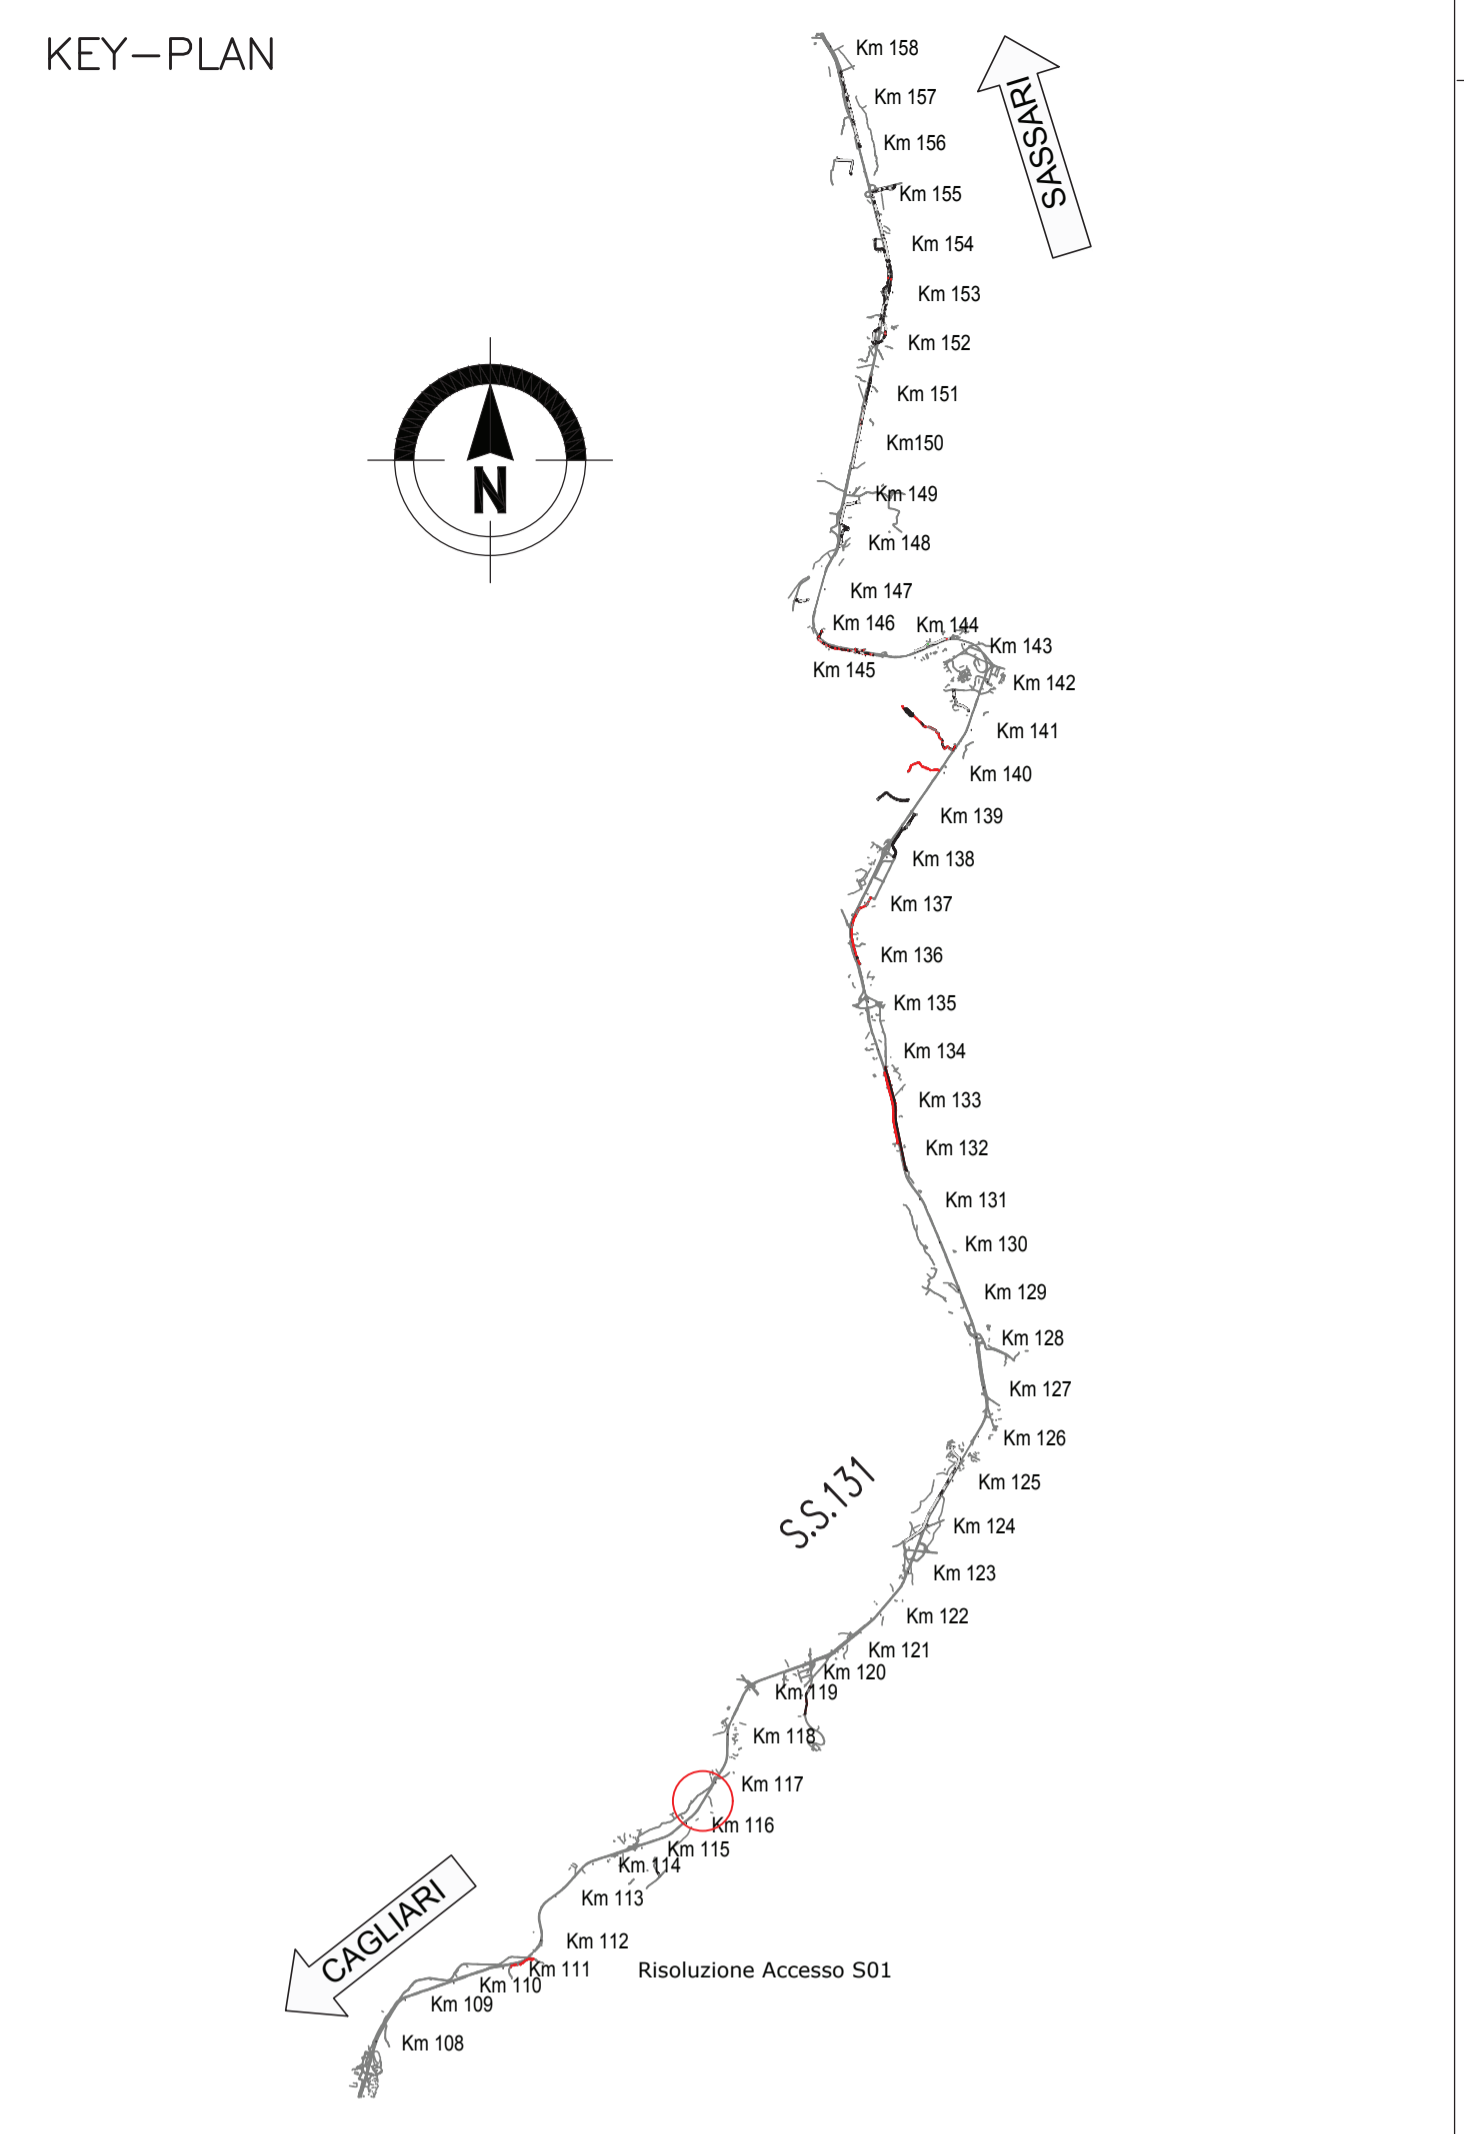 KEY-PLAN
SASSARI
Km 158
Km 157
Km 156
Km 155
Km 154
Km 153
Km 152
Km 151
Km150
Km 149
Km 148
Km 147
Km 146
Km 145
Km 144
Km 143
Km 142
Km 141
Km 140
Km 139
Km 138
Km 137
Km 136
Km 135
Km 134
Km 133
Km 132
Km 131
Km 130
Km 129
Km 128
Km 127
Km 126
Km 125
Km 124
Km 123
Km 122
Km 121
Km 120
Km 119
Km 118
Km 117
Km 116
Km 115
Km 114
Km 113
Km 112
Km 111
Km 110
Km 109
Km 108
N
S.S.131
CAGLIARI
Risoluzione Accesso S01